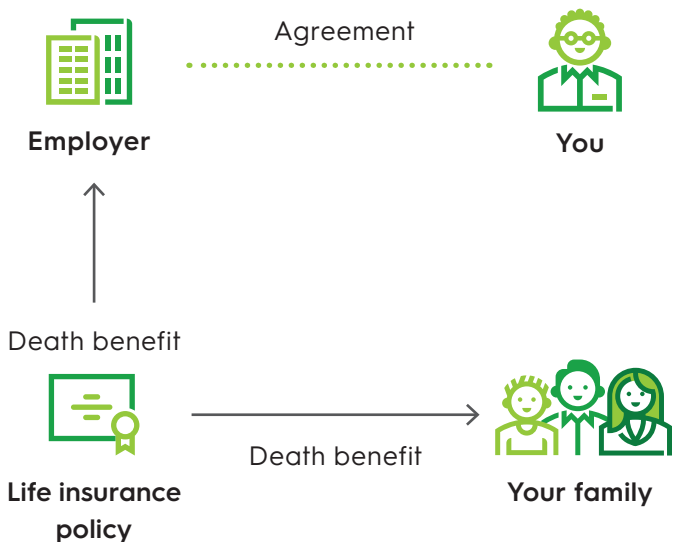 Agreement
Employer
You
Death benefit
Death benefit
Life insurance
policy
Your family